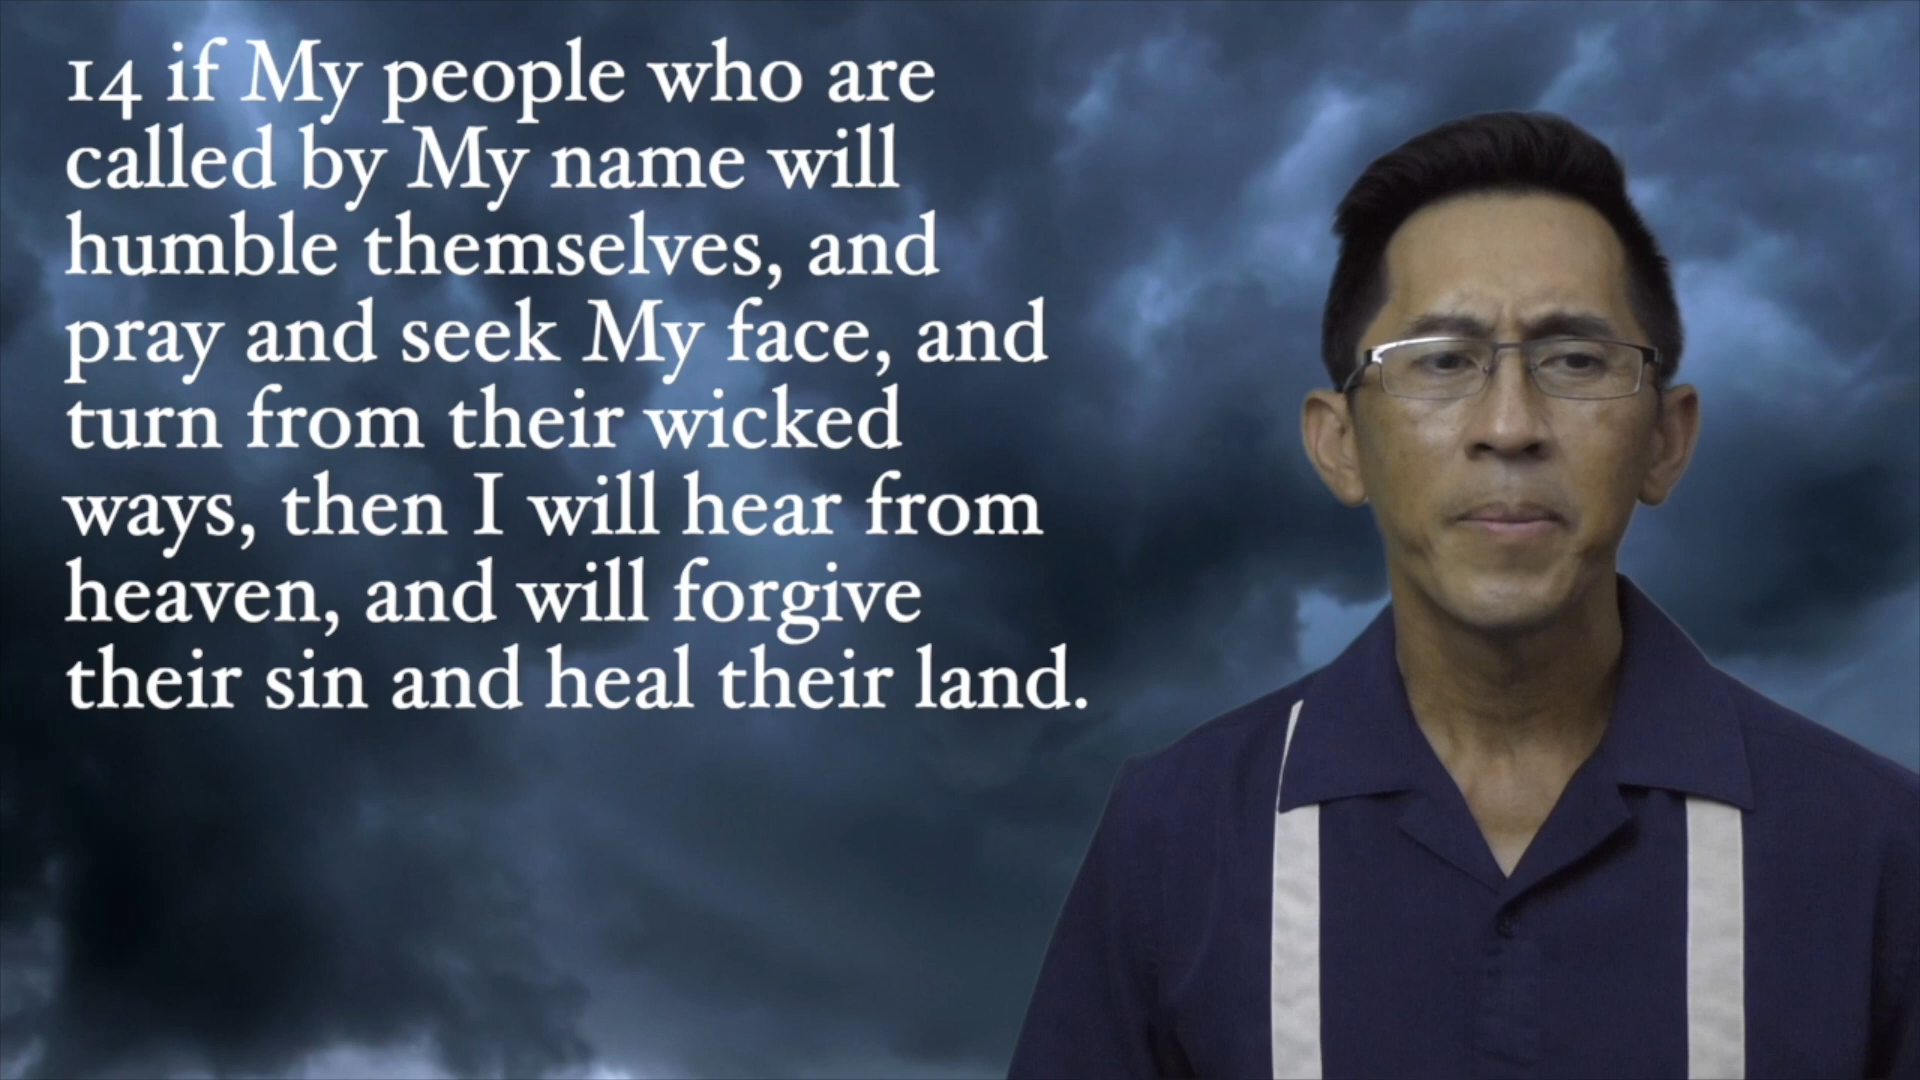 14 if My people who are
called by My name will
humble themselves, and
pray and seek My face, and
turn from their wicked
ways, then I will hear from
heaven, and will forgive
their sin and heal their land.